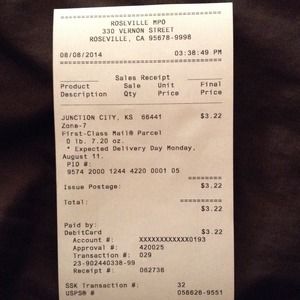 ROSEVILLE MPO
330 VERNON STREET
ROSEVILLE, CA 95678-9998
08/08/2014 03:38:49 PM
Sales Receipt
Product Sale Unit Final
Description Qty Price Price
JUNCTION CITY, KS 66441 $3.22
Zone-7
First-Class Mail® Parcel
0 lb. 7.20 oz.
* Expected Delivery Day Monday,
August 11.
PID #:
9574 2000 1244 4220 0001 05
Issue Postage: $3.22
Total: $3.22
Paid by:
DebitCard $3.22
Account #: XXXXXXXXXXXX0193
Approval #: 420025
Transaction #: 029
23-902440338-99
Receipt #: 062736
SSK Transaction #: 32
USPS® # 056628-9551